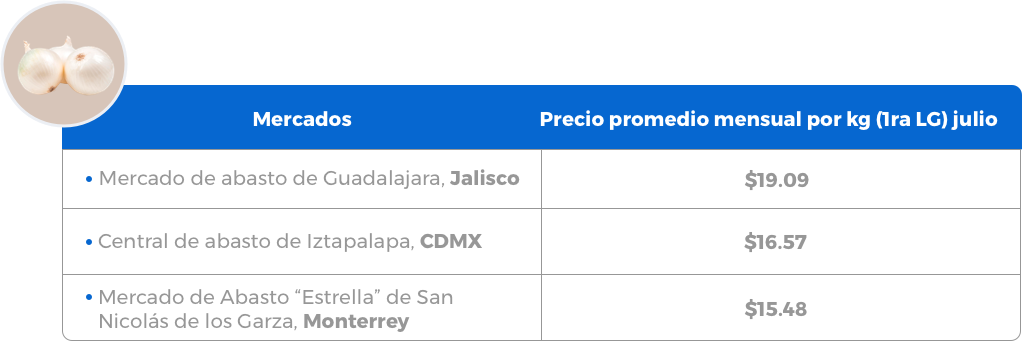 Mercados
Precio promedio mensual por kg (1ra LG) julio
• Mercado de abasto de Guadalajara, Jalisco
$19.09
• Central de abasto de Iztapalapa, CDMX
$16.57
• Mercado de Abasto “Estrella” de San
Nicolás de los Garza, Monterrey
$15.48